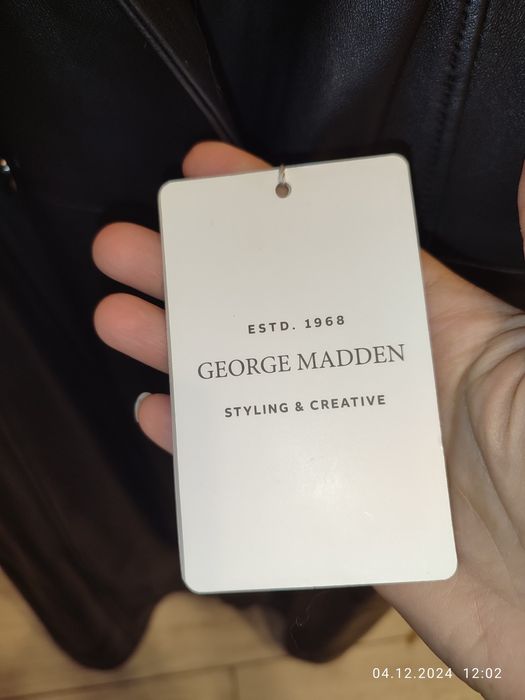 ESTD. 1968
GEORGE MADDEN
STYLING & CREATIVE
04.12.2024 12:02